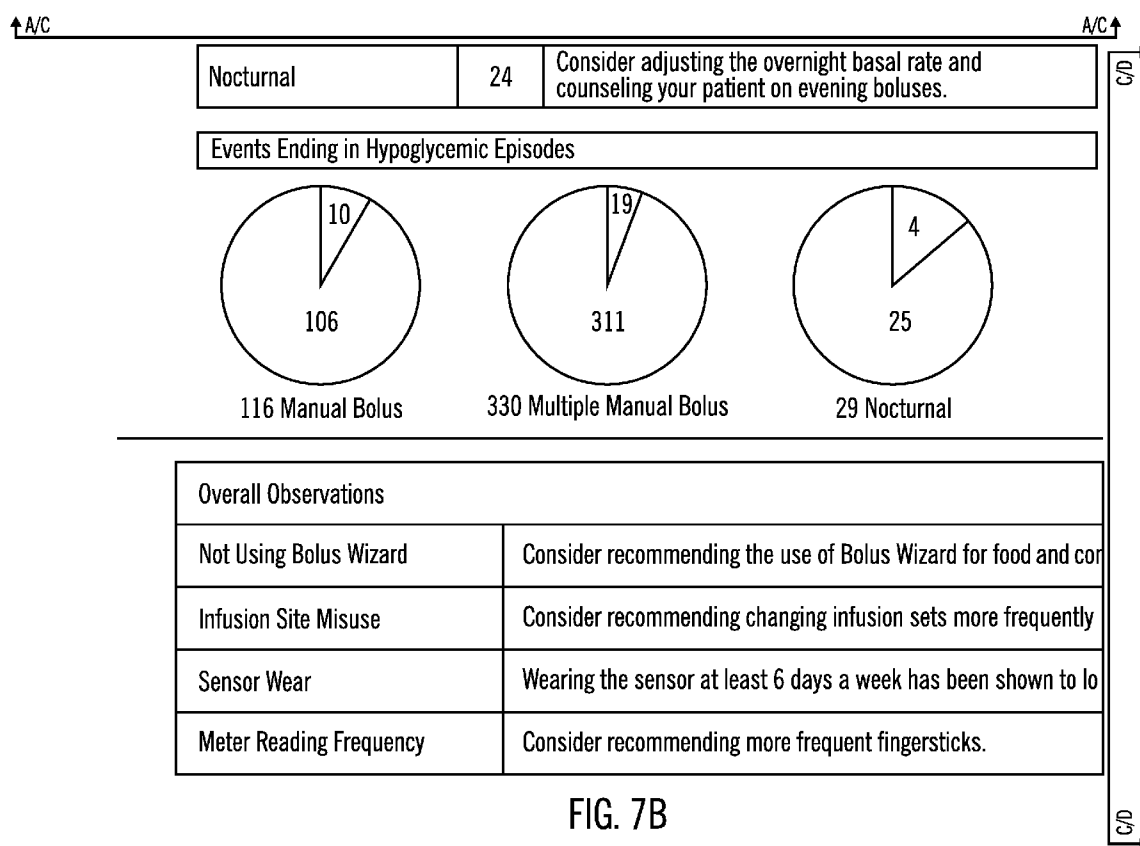 A/C A/C
C/D
Nocturnal 24 Consider adjusting the overnight basal rate and
counseling your patient on evening boluses.
Events Ending in Hypoglycemic Episodes
10 19 4
106 311 25
116 Manual Bolus 330 Multiple Manual Bolus 29 Nocturnal
Overall Observations
Not Using Bolus Wizard Consider recommending the use of Bolus Wizard for food and cor
Infusion Site Misuse Consider recommending changing infusion sets more frequently
Sensor Wear Wearing the sensor at least 6 days a week has been shown to lo
Meter Reading Frequency Consider recommending more frequent fingersticks.
FIG. 7B
C/D